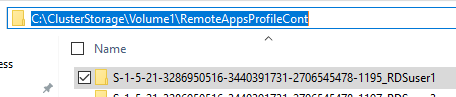 C:\ClusterStorage\Volume1\RemoteAppsProfileCont
Name
ess
S-1-5-21-3286950516-3440391731-2706545478-1195_RDSuser1